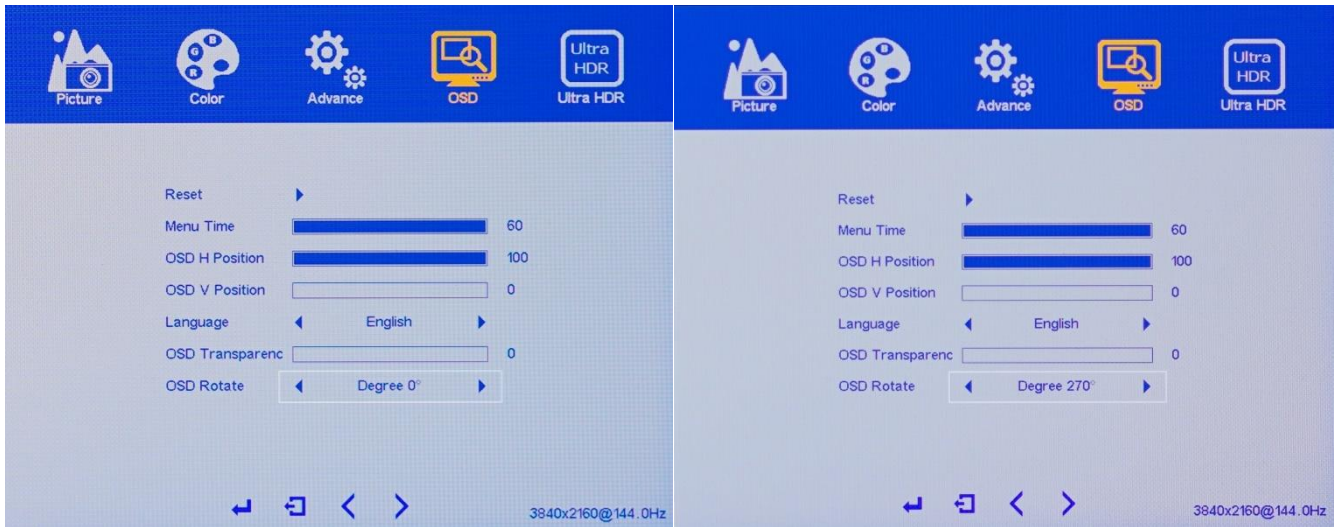 Ultra
HDR
Picture Color Advance OSD Ultra HDR
Reset
Menu Time 60
OSD H Position 100
OSD V Position 0
Language English
OSD Transparenc 0
OSD Rotate Degree 0°
3840x2160@144.0Hz
Ultra
HDR
Picture Color Advance OSD Ultra HDR
Reset
Menu Time 60
OSD H Position 100
OSD V Position 0
Language English
OSD Transparenc 0
OSD Rotate Degree 270°
3840x2160@144.0Hz